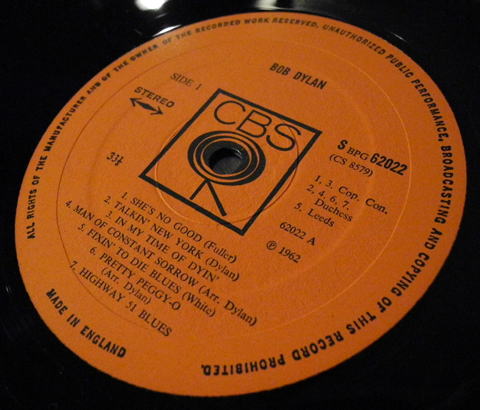 ALL RIGHTS OF THE MANUFACTURER AND OF THE OWNER OF THE RECORDED WORK RESERVED. UNAUTHORIZED PUBLIC PERFORMANCE, BROADCASTING AND COPYING OF THIS RECORD PROHIBITED.
BOB DYLAN
SIDE 1
STEREO
33⅓
CBS
S BPG 62022
(CS 8579)
1. 3. Cop. Con.
2, 4, 6, 7.
Duchess
5. Leeds
62022 A
℗ 1962
1. SHE'S NO GOOD (Fuller)
2. TALKIN' NEW YORK (Dylan)
3. IN MY TIME OF DYIN'
4. MAN OF CONSTANT SORROW (Arr. Dylan)
5. FIXIN' TO DIE BLUES (White)
6. PRETTY PEGGY-O
(Arr. Dylan)
7. HIGHWAY 51 BLUES
MADE IN ENGLAND